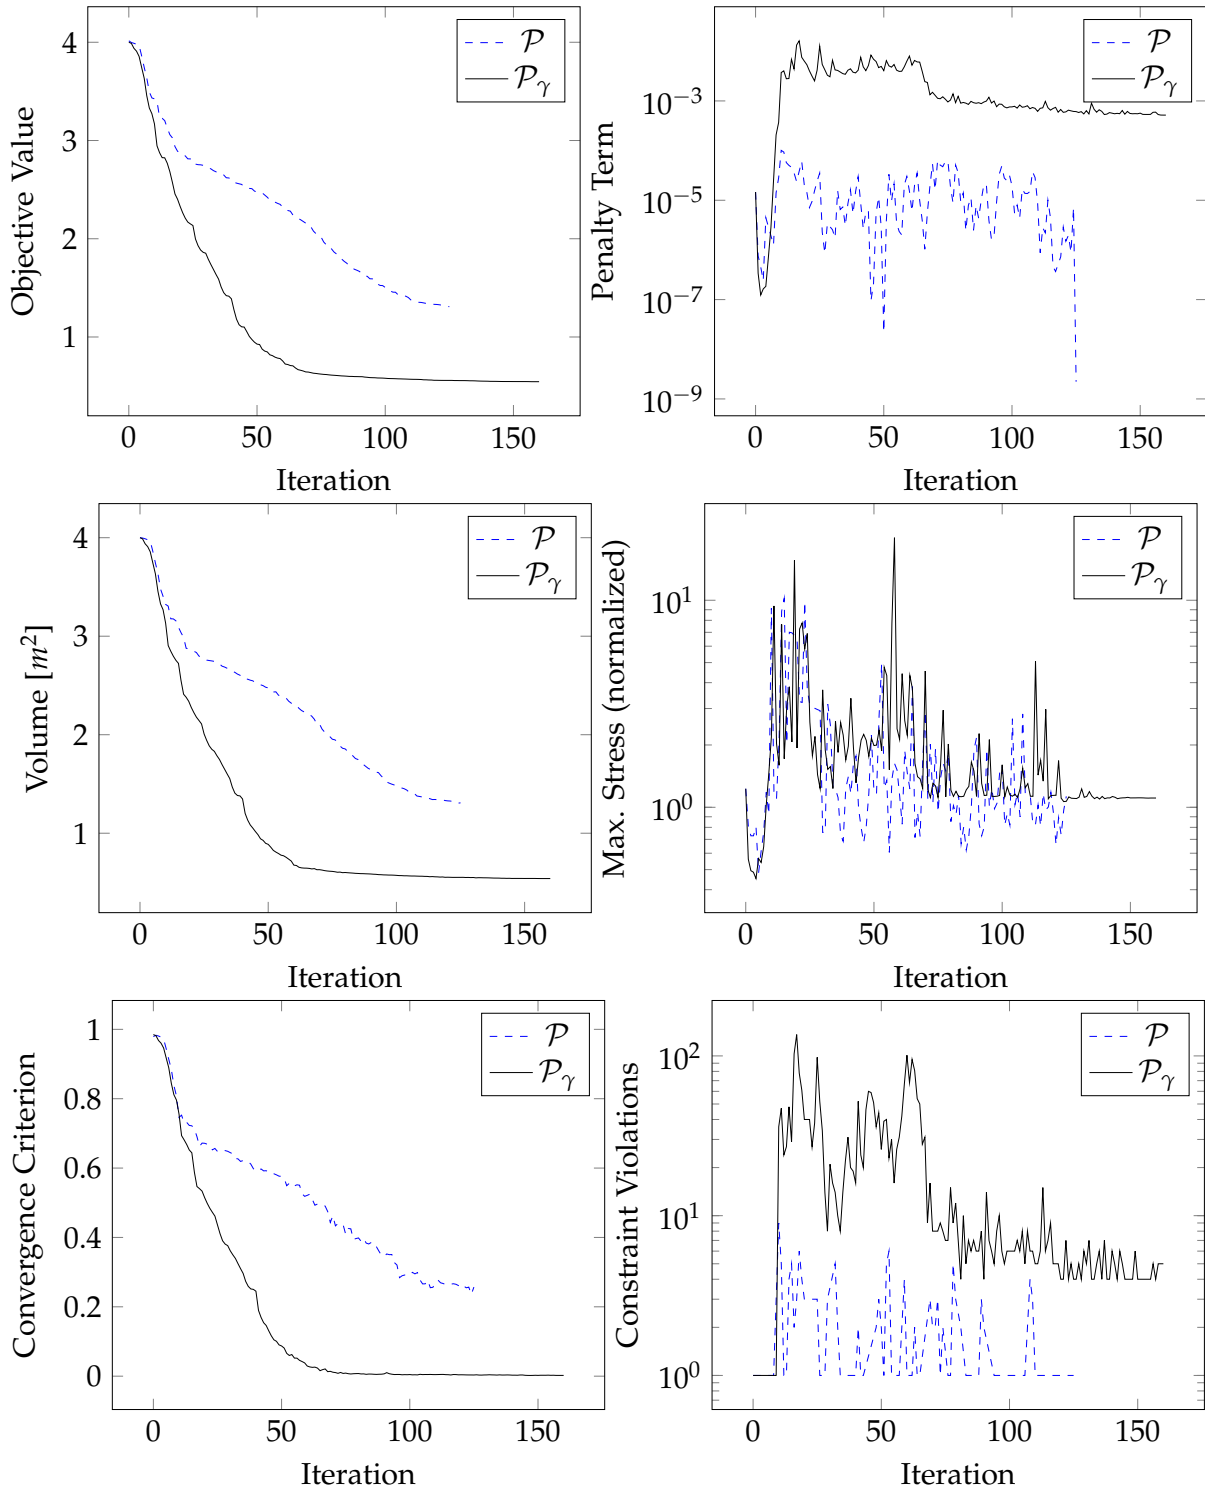 Objective Value
4
3
2
1
0
50
100
150
Iteration
𝒫
𝒫γ
Penalty Term
10⁻³
10⁻⁵
10⁻⁷
10⁻⁹
0
50
100
150
Iteration
𝒫
𝒫γ
Volume [m²]
4
3
2
1
0
50
100
150
Iteration
𝒫
𝒫γ
Max. Stress (normalized)
10¹
10⁰
0
50
100
150
Iteration
𝒫
𝒫γ
Convergence Criterion
1
0.8
0.6
0.4
0.2
0
0
50
100
150
Iteration
𝒫
𝒫γ
Constraint Violations
10²
10¹
10⁰
0
50
100
150
Iteration
𝒫
𝒫γ